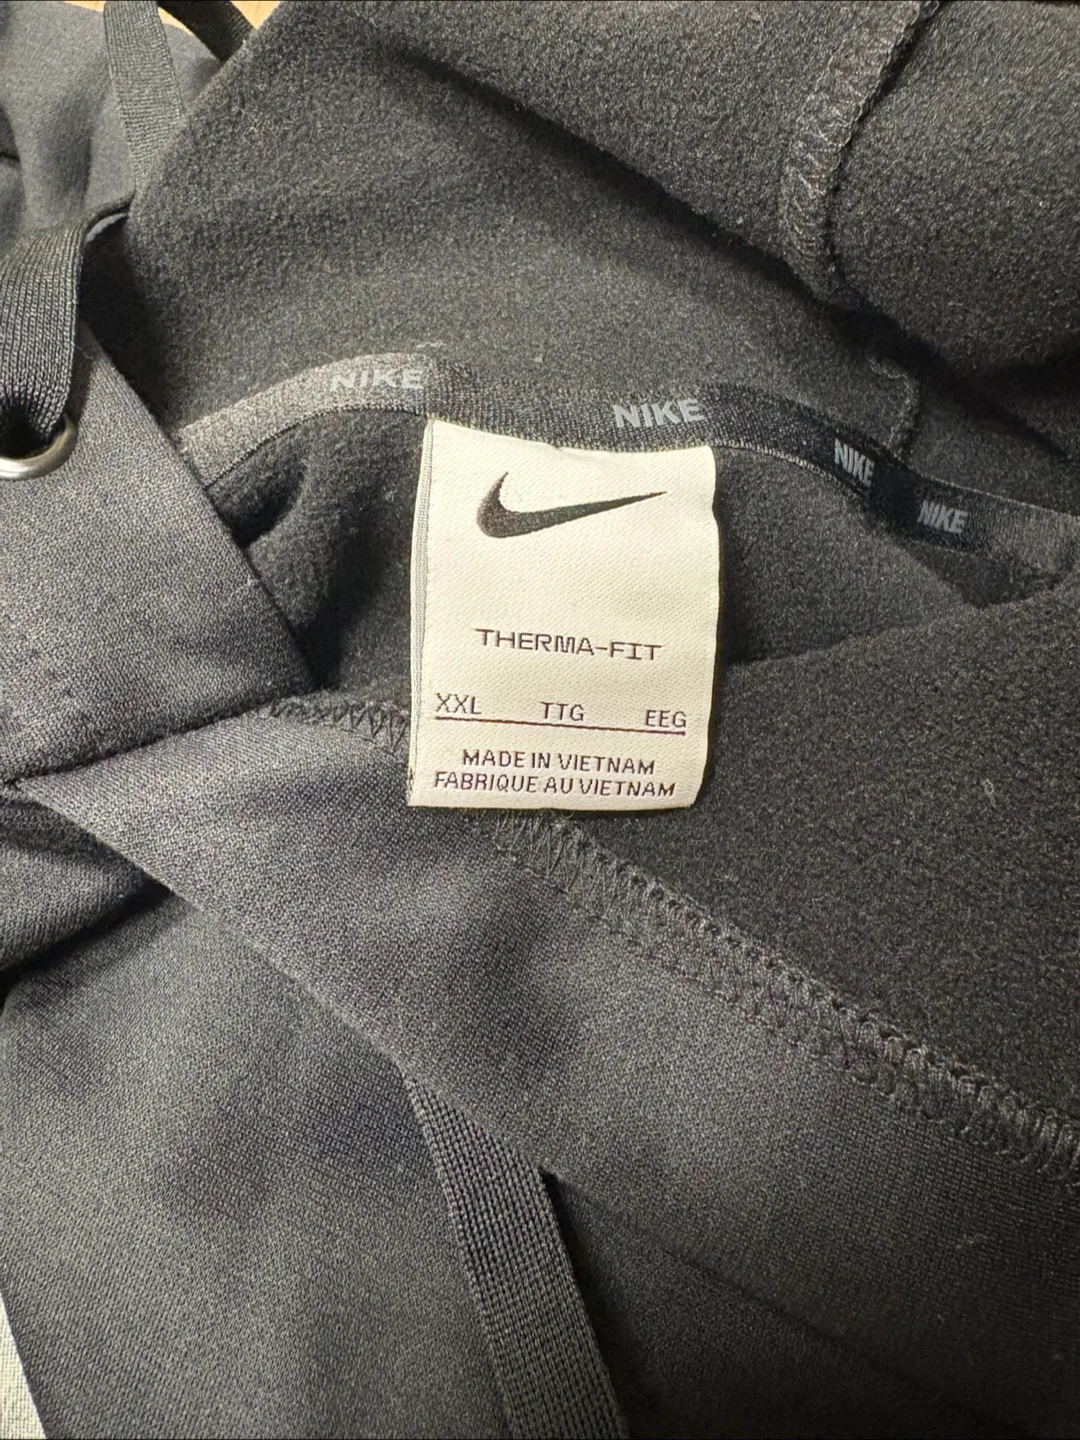 NIKE
NIKE
NIKE
NIKE
THERMA-FIT
XXL TTG EEG
MADE IN VIETNAM
FABRIQUE AU VIETNAM